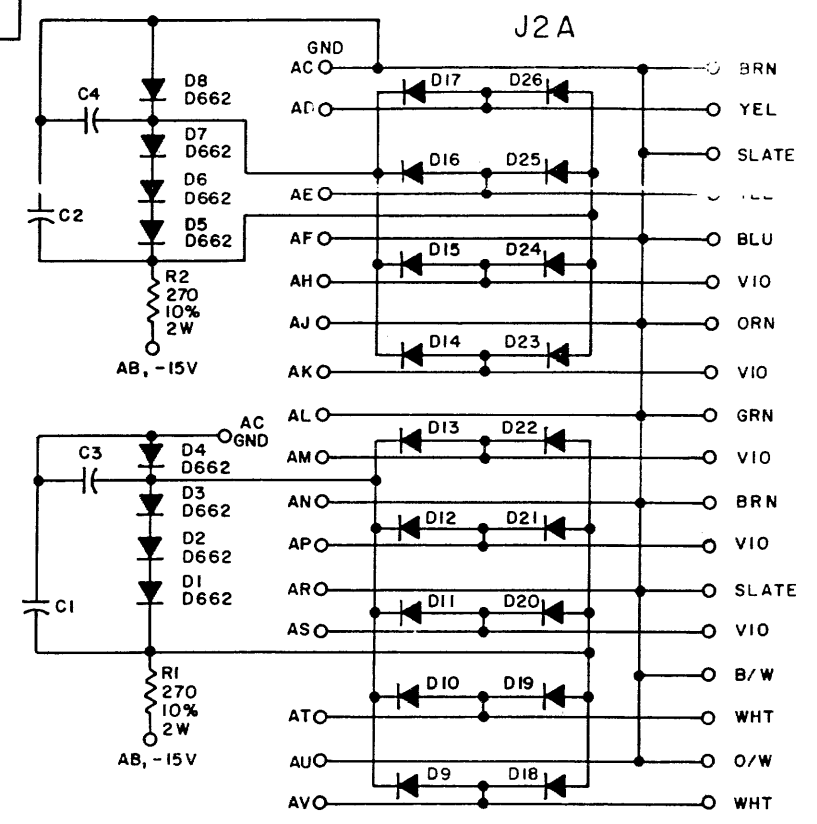 J2A
GND
AC BRN
D17 D26
AD YEL
D8
D662
C4
D7
D662
SLATE
D16 D25
D6
D662
AE
C2
D5
D662
AF BLU
D15 D24
R2
270
10%
2W
AH VIO
AJ ORN
D14 D23
AB, -15V
AK VIO
AL GRN
AC
GND
D13 D22
C3
D4
D662
AM VIO
D3
D662
AN BRN
D12 D21
D2
D662
AP VIO
D1
D662
AR SLATE
C1
D11 D20
AS VIO
R1
270
10%
2W
B/W
D10 D19
AT WHT
AB, -15V
AU O/W
D9 D18
AV WHT